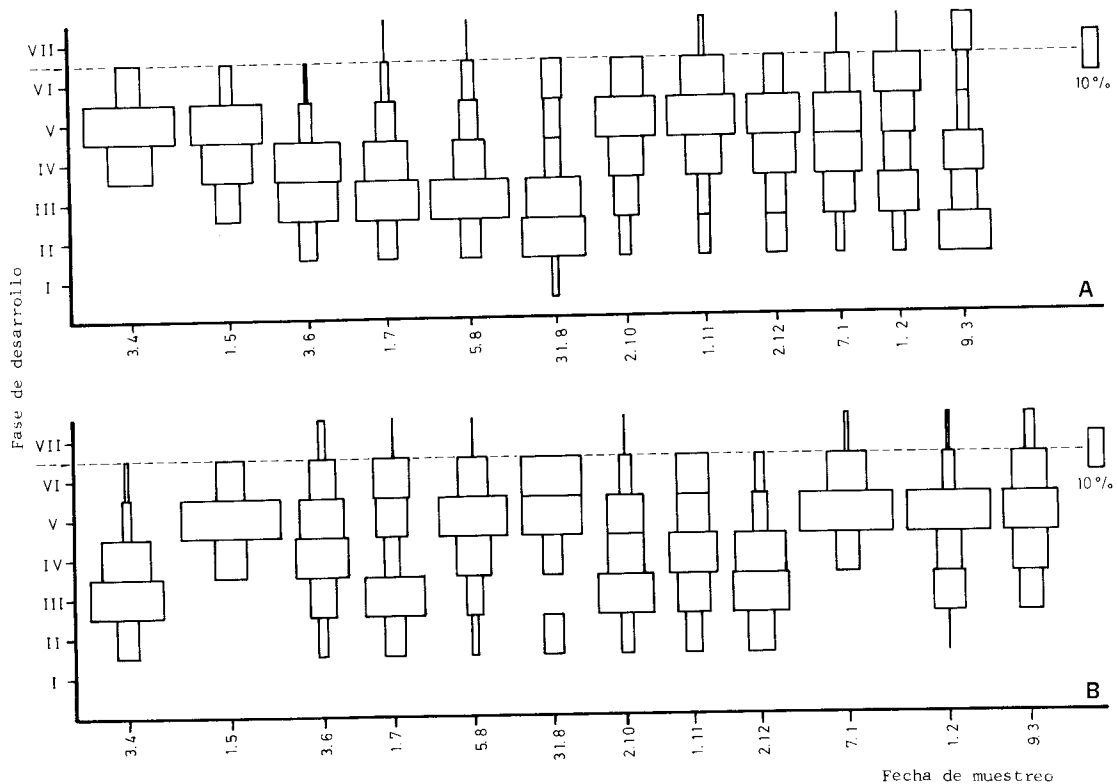 Fase de desarrollo
VII
VI
V
IV
III
II
I
10%
A
3.4
1.5
3.6
1.7
5.8
31.8
2.10
1.11
2.12
7.1
1.2
9.3
VII
VI
V
IV
III
II
I
10%
B
3.4
1.5
3.6
1.7
5.8
31.8
2.10
1.11
2.12
7.1
1.2
9.3
Fecha de muestreo